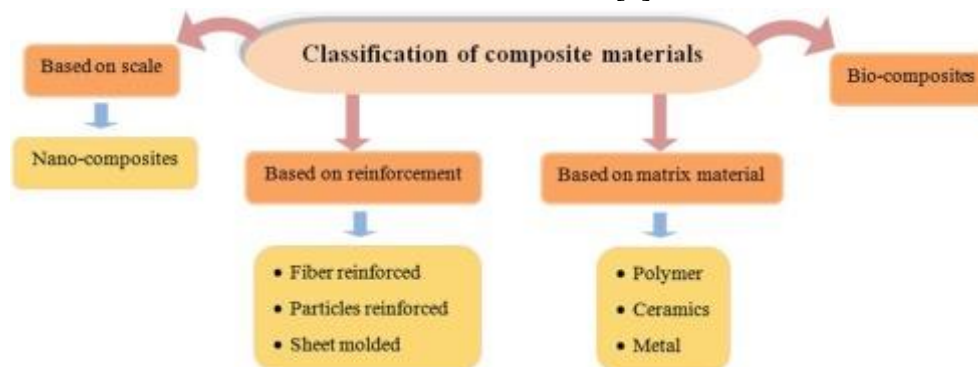 Classification of composite materials
Based on scale
Bio-composites
Nano-composites
Based on reinforcement
Based on matrix material
• Fiber reinforced
• Particles reinforced
• Sheet molded
• Polymer
• Ceramics
• Metal